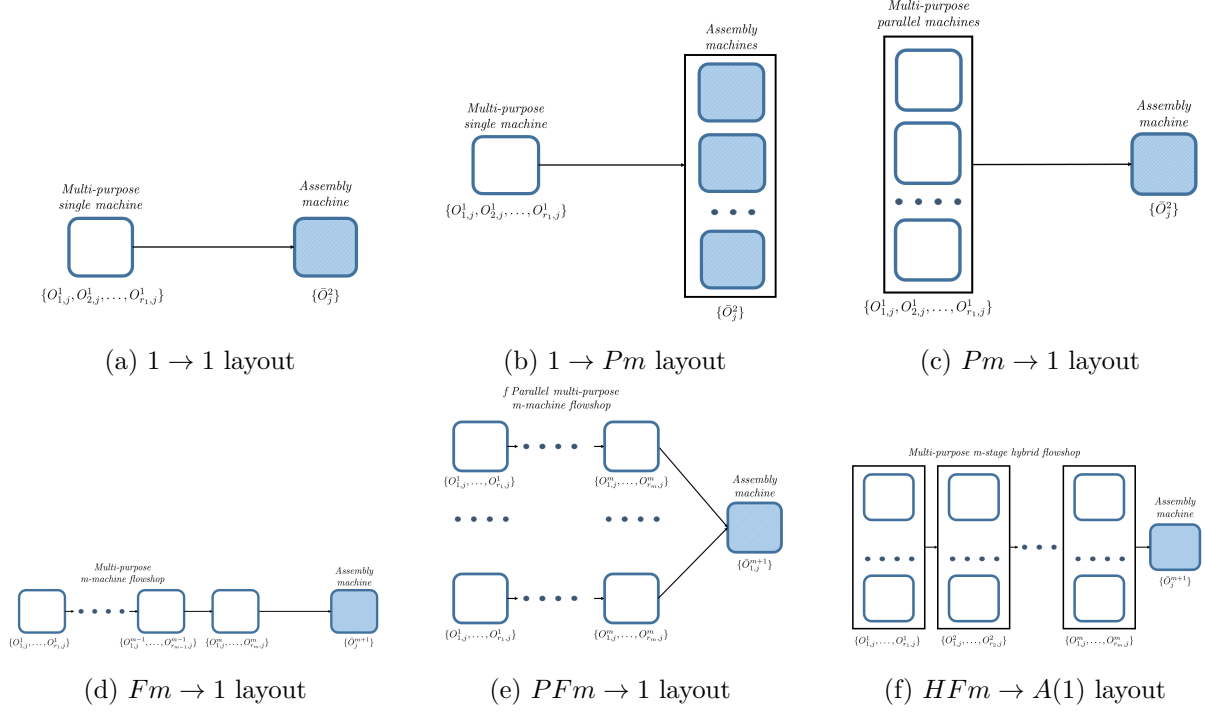 Multi-purpose
single machine
{O^1_{1,j}, O^1_{2,j}, ..., O^1_{r_1,j}}
Assembly
machine
{Ō^2_j}
(a) 1 → 1 layout
Multi-purpose
single machine
{O^1_{1,j}, O^1_{2,j}, ..., O^1_{r_1,j}}
Assembly
machines
{Ō^2_j}
(b) 1 → Pm layout
Multi-purpose
parallel machines
{O^1_{1,j}, O^1_{2,j}, ..., O^1_{r_1,j}}
Assembly
machine
{Ō^2_j}
(c) Pm → 1 layout
Multi-purpose
m-machine flowshop
{O^1_{1,j}, ..., O^1_{r_1,j}}
{O^{m-1}_{1,j}, ..., O^{m-1}_{r_{m-1},j}}
{O^m_{1,j}, ..., O^m_{r_m,j}}
Assembly
machine
{Ō^{m+1}_j}
(d) Fm → 1 layout
f Parallel multi-purpose
m-machine flowshop
{O^1_{1,j}, ..., O^1_{r_1,j}}
{O^m_{1,j}, ..., O^m_{r_m,j}}
Assembly
machine
{Ō^{m+1}_{1,j}}
{O^1_{1,j}, ..., O^1_{r_1,j}}
{O^m_{1,j}, ..., O^m_{r_m,j}}
(e) PFm → 1 layout
Multi-purpose m-stage hybrid flowshop
{O^1_{1,j}, ..., O^1_{r_1,j}}
{O^2_{1,j}, ..., O^2_{r_2,j}}
{O^m_{1,j}, ..., O^m_{r_m,j}}
Assembly
machine
{Ō^{m+1}_j}
(f) HFm → A(1) layout